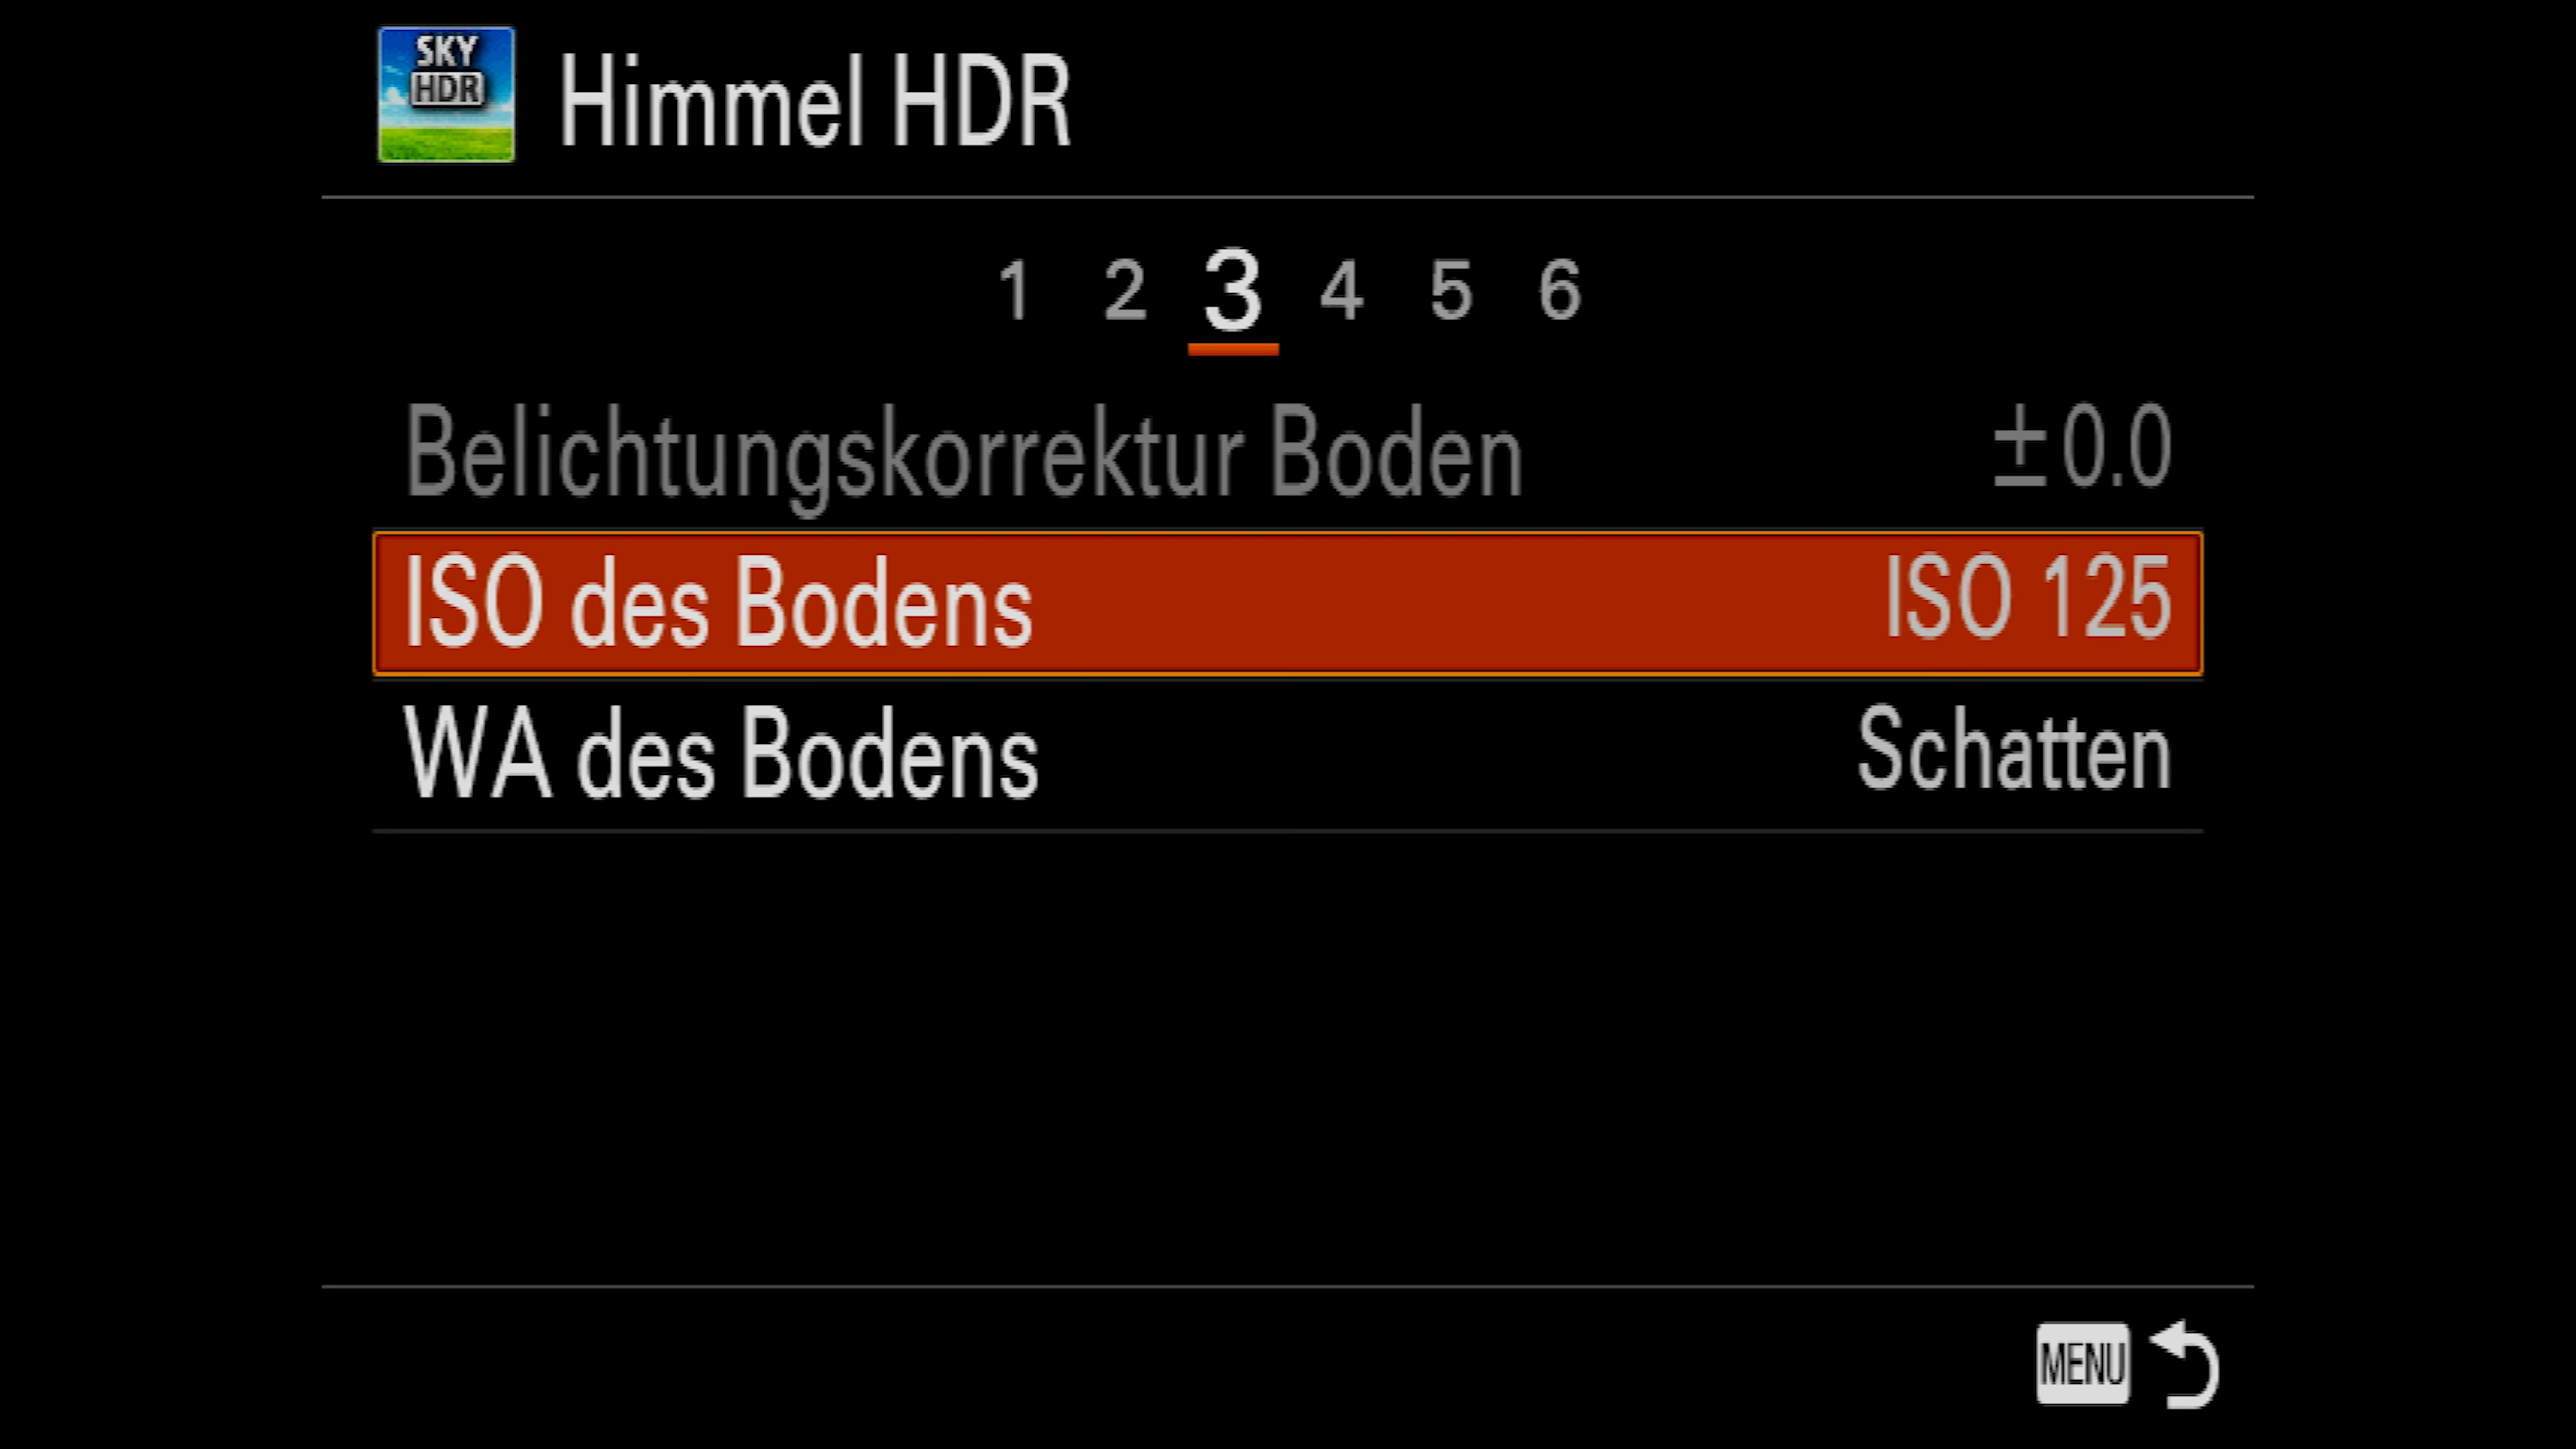 SKY
HDR
Himmel HDR
1 2 3 4 5 6
Belichtungskorrektur Boden ±0.0
ISO des Bodens ISO 125
WA des Bodens Schatten
MENU